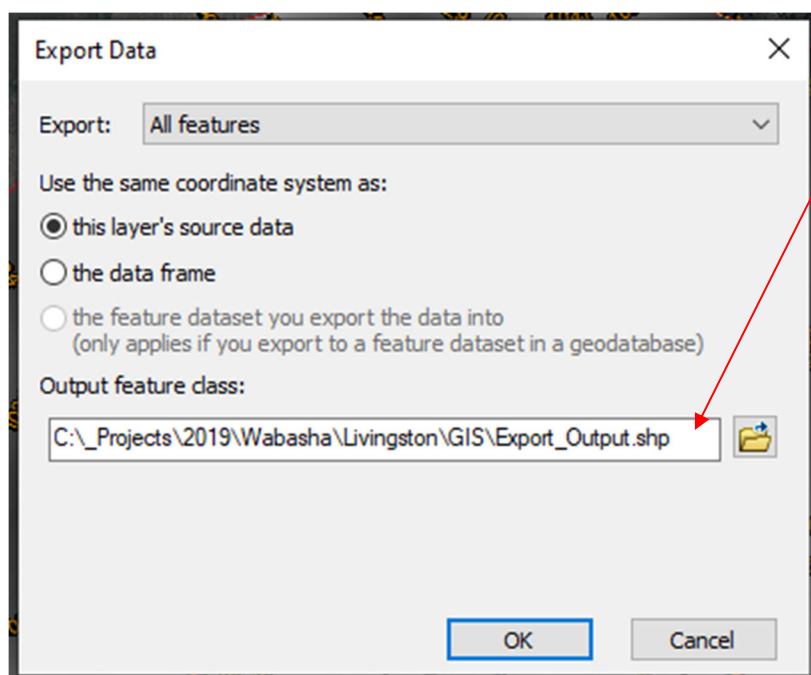 Export Data
Export: All features
Use the same coordinate system as:
this layer's source data
the data frame
the feature dataset you export the data into
(only applies if you export to a feature dataset in a geodatabase)
Output feature class:
C:\_Projects\2019\Wabasha\Livingston\GIS\Export_Output.shp
OK Cancel